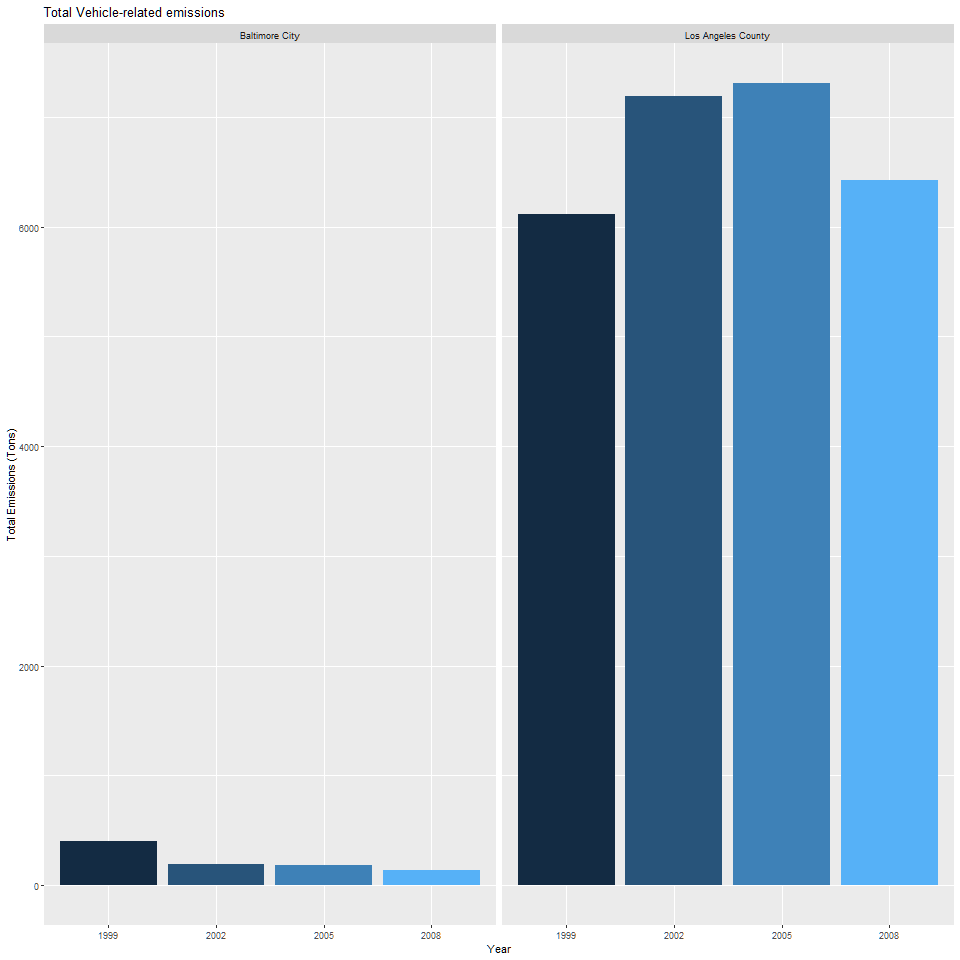 Total Vehicle-related emissions
Baltimore City
Los Angeles County
6000
4000
2000
0
Total Emissions (Tons)
1999
2002
2005
2008
1999
2002
2005
2008
Year